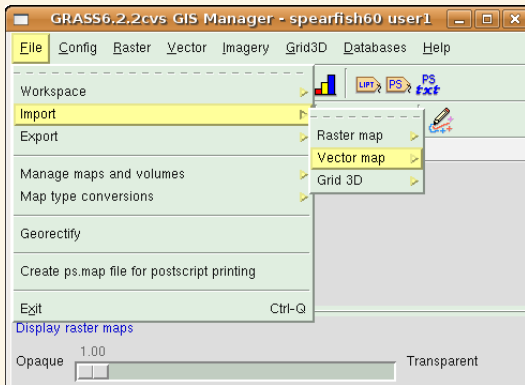 GRASS6.2.2cvs GIS Manager - spearfish60 user1
File Config Raster Vector Imagery Grid3D Databases Help
LIPT PS PS txt
Workspace
Import
Export
Manage maps and volumes
Map type conversions
Georectify
Create ps.map file for postscript printing
Exit Ctrl-Q
Raster map
Vector map
Grid 3D
Display raster maps
1.00
Opaque Transparent